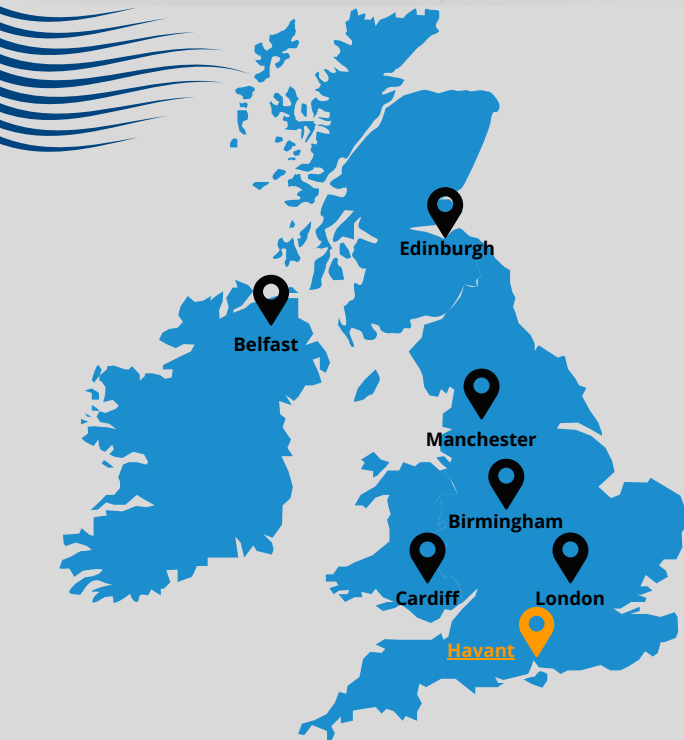 Edinburgh
Belfast
Manchester
Birmingham
Cardiff
London
Havant